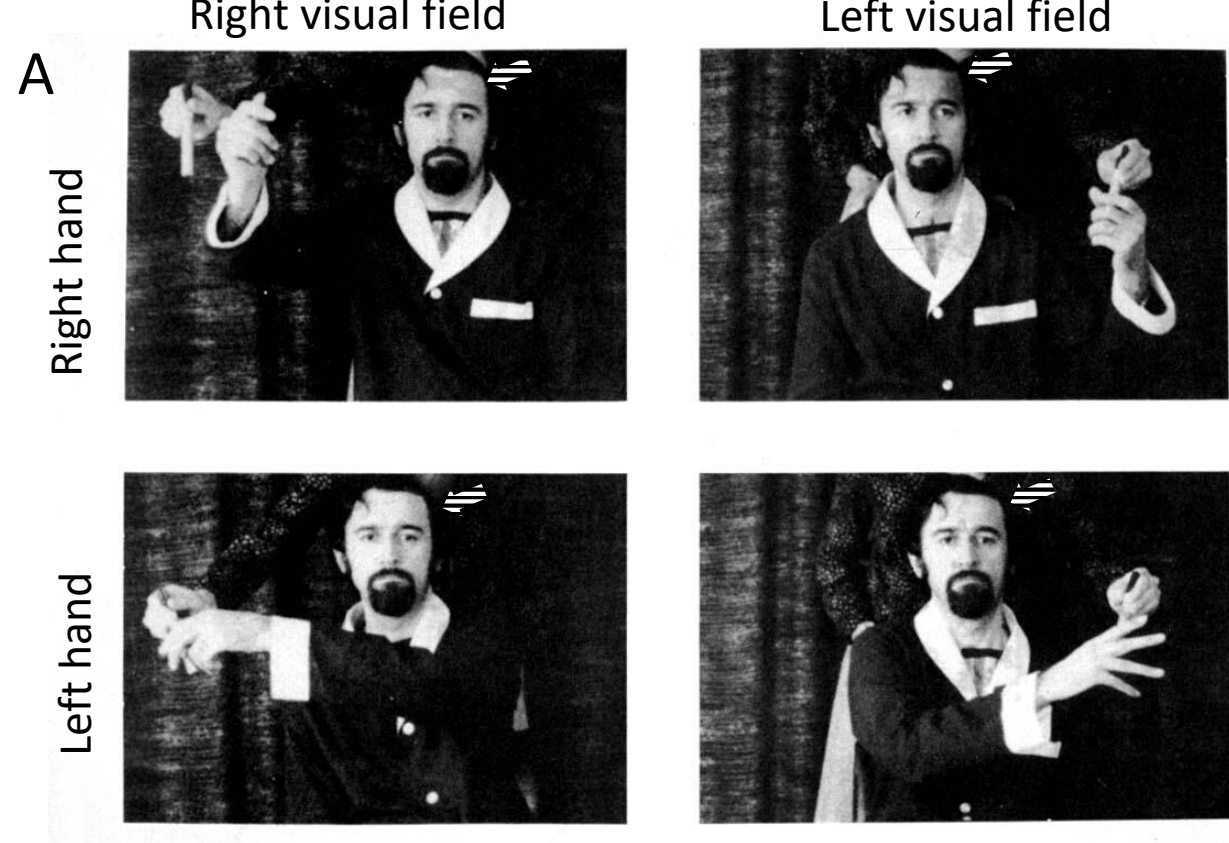 Right visual field
Left visual field
A
Right hand
Left hand